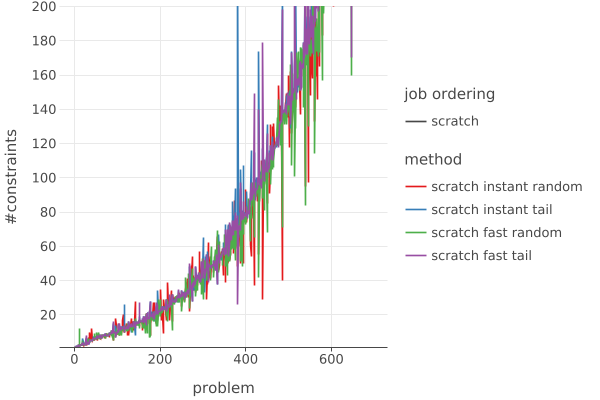 200
180
160
140
120
100
80
60
40
20
#constraints
0
200
400
600
problem
job ordering
scratch
method
scratch instant random
scratch instant tail
scratch fast random
scratch fast tail